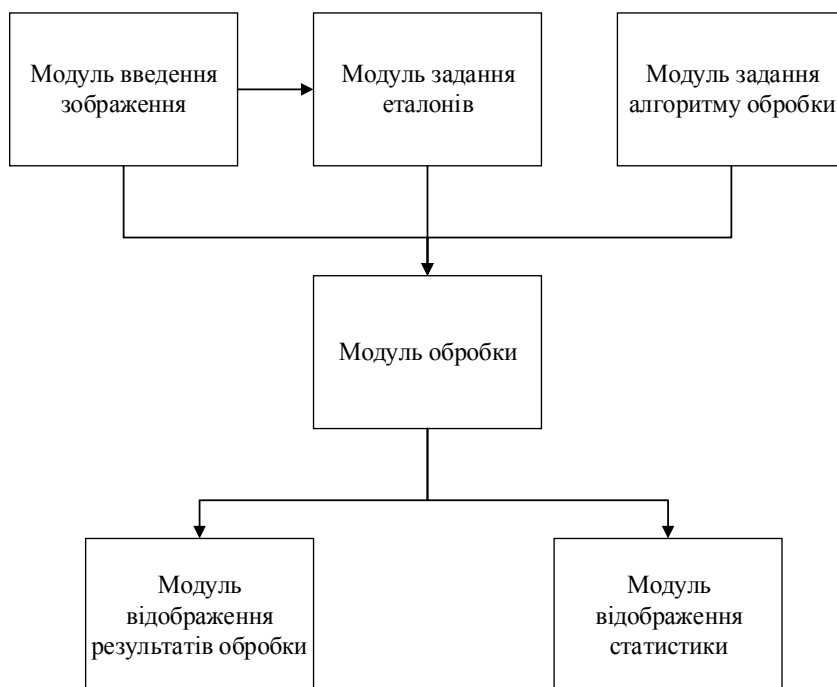 Модуль введення
зображення
Модуль задання
еталонів
Модуль задання
алгоритму обробки
Модуль обробки
Модуль
відображення
результатів обробки
Модуль
відображення
статистики